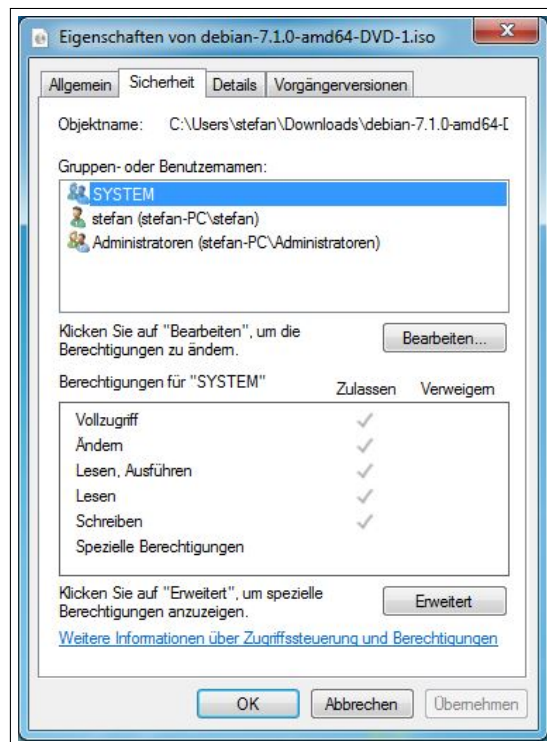 Eigenschaften von debian-7.1.0-amd64-DVD-1.iso
Allgemein Sicherheit Details Vorgängerversionen
Objektname: C:\Users\stefan\Downloads\debian-7.1.0-amd64-D
Gruppen- oder Benutzernamen:
SYSTEM
stefan (stefan-PC\stefan)
Administratoren (stefan-PC\Administratoren)
Klicken Sie auf "Bearbeiten", um die
Berechtigungen zu ändern.
Bearbeiten...
Berechtigungen für "SYSTEM" Zulassen Verweigern
Vollzugriff
Ändern
Lesen, Ausführen
Lesen
Schreiben
Spezielle Berechtigungen
Klicken Sie auf "Erweitert", um spezielle
Berechtigungen anzuzeigen.
Erweitert
Weitere Informationen über Zugriffssteuerung und Berechtigungen
OK Abbrechen Übernehmen